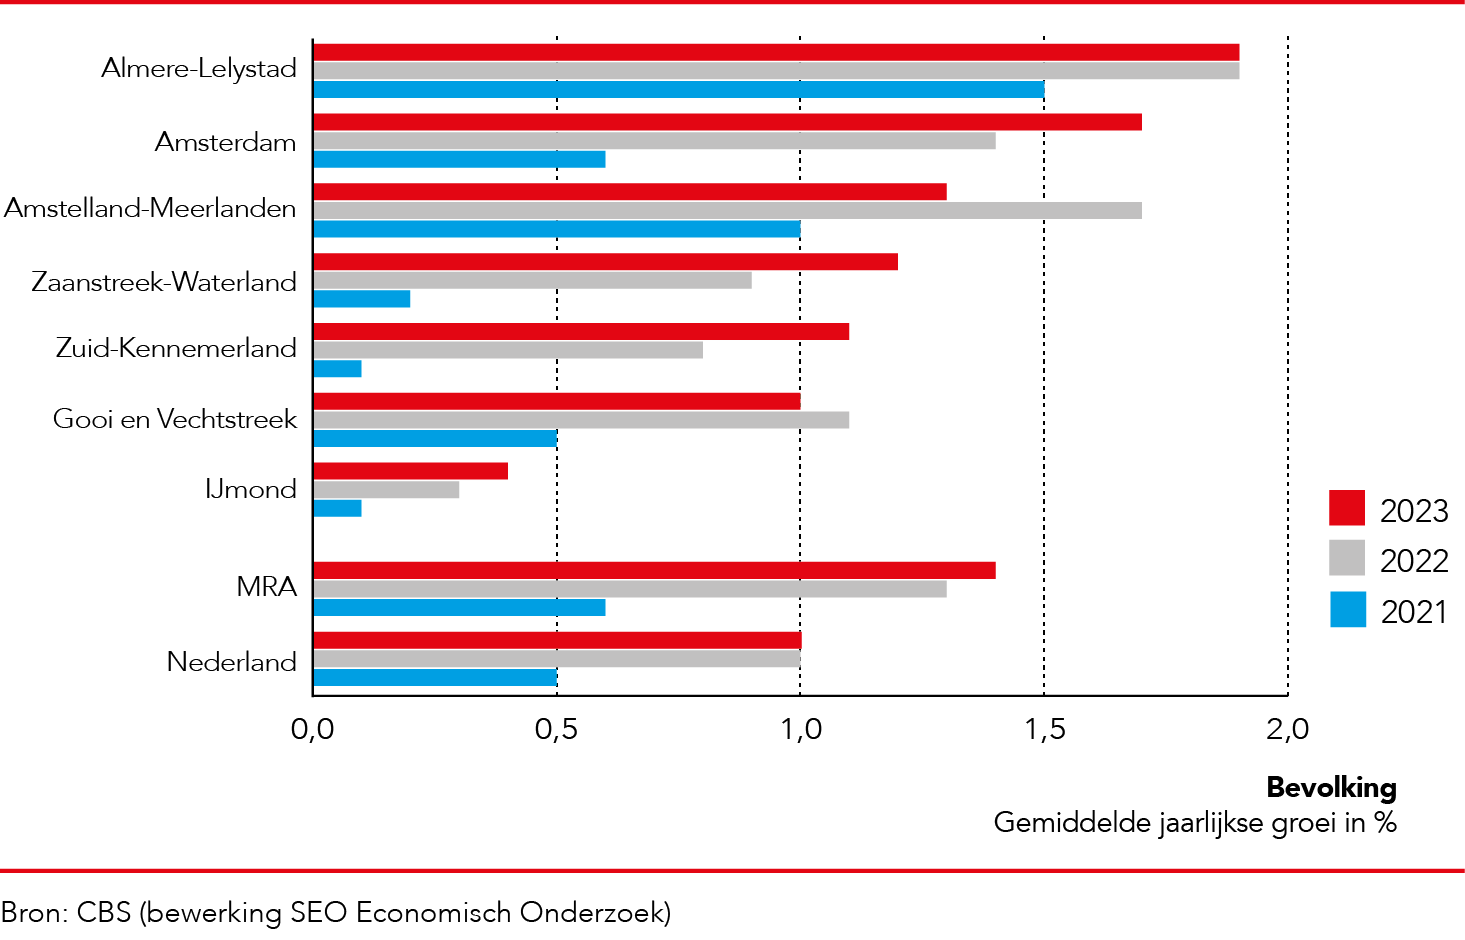 Almere-Lelystad
Amsterdam
Amstelland-Meerlanden
Zaanstreek-Waterland
Zuid-Kennemerland
Gooi en Vechtstreek
IJmond
MRA
Nederland
2023
2022
2021
0,0 0,5 1,0 1,5 2,0
Bevolking
Gemiddelde jaarlijkse groei in %
Bron: CBS (bewerking SEO Economisch Onderzoek)